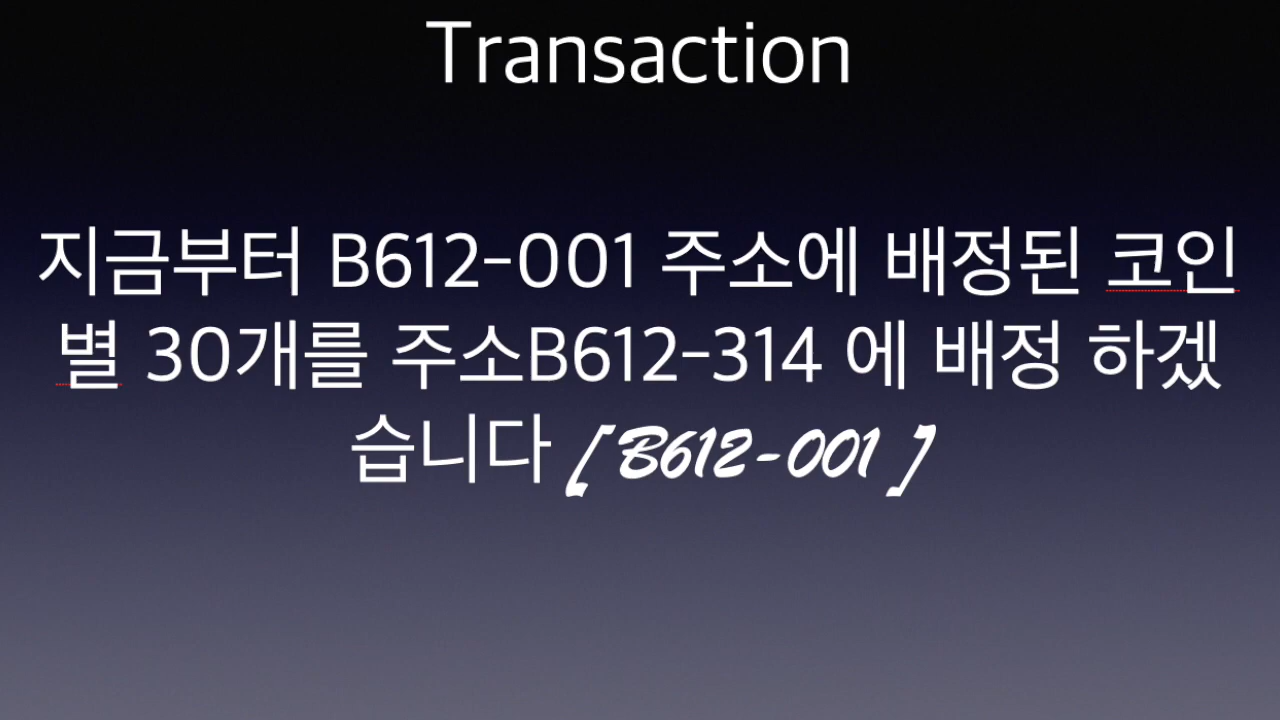 Transaction
지금부터 B612-001 주소에 배정된 코인
별 30개를 주소B612-314 에 배정 하겠
습니다 [B612-001 ]